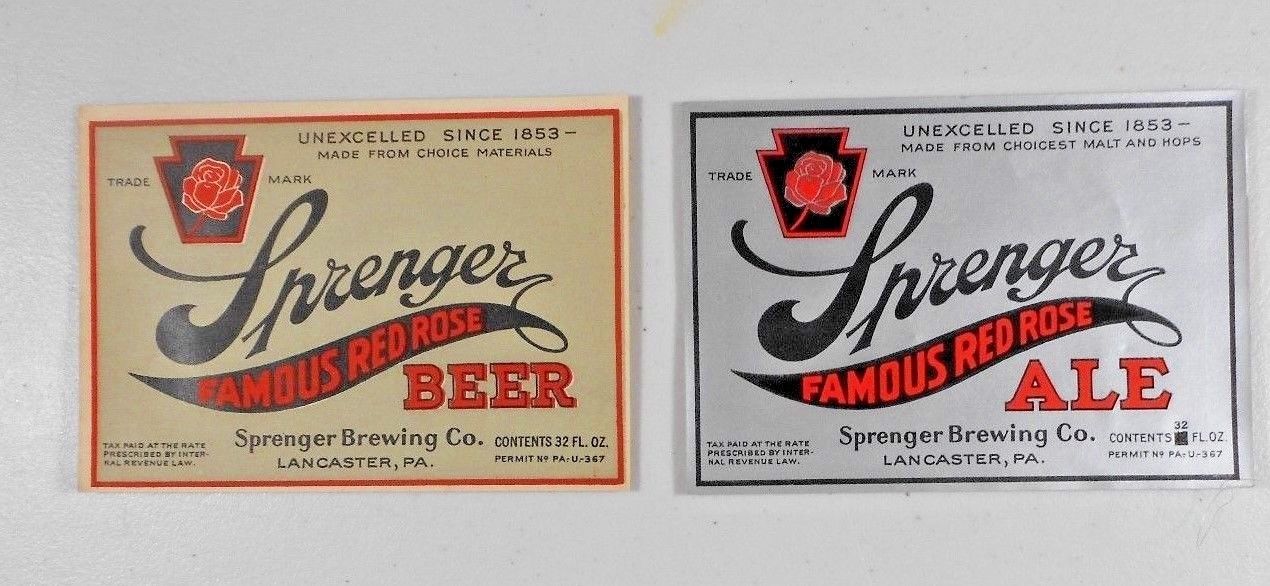 UNEXCELLED SINCE 1853–
MADE FROM CHOICE MATERIALS
TRADE MARK
Sprenger
FAMOUS RED ROSE
BEER
TAX PAID AT THE RATE
PRESCRIBED BY INTER-
NAL REVENUE LAW.
Sprenger Brewing Co.
LANCASTER, PA.
CONTENTS 32 FL. OZ.
PERMIT Nº PA-U-367
UNEXCELLED SINCE 1853–
MADE FROM CHOICEST MALT AND HOPS
TRADE MARK
Sprenger
FAMOUS RED ROSE
ALE
TAX PAID AT THE RATE
PRESCRIBED BY INTER-
NAL REVENUE LAW.
Sprenger Brewing Co.
LANCASTER, PA.
32
CONTENTS FL. OZ.
PERMIT Nº PA-U-367